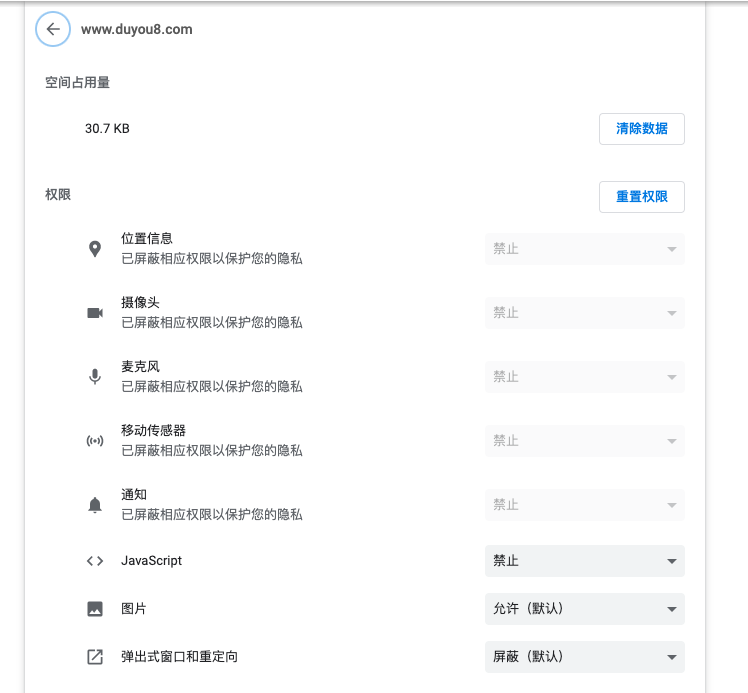 www.duyou8.com
空间占用量
30.7 KB
清除数据
权限
重置权限
位置信息
已屏蔽相应权限以保护您的隐私
禁止
摄像头
已屏蔽相应权限以保护您的隐私
禁止
麦克风
已屏蔽相应权限以保护您的隐私
禁止
移动传感器
已屏蔽相应权限以保护您的隐私
禁止
通知
已屏蔽相应权限以保护您的隐私
禁止
JavaScript
禁止
图片
允许（默认）
弹出式窗口和重定向
屏蔽（默认）